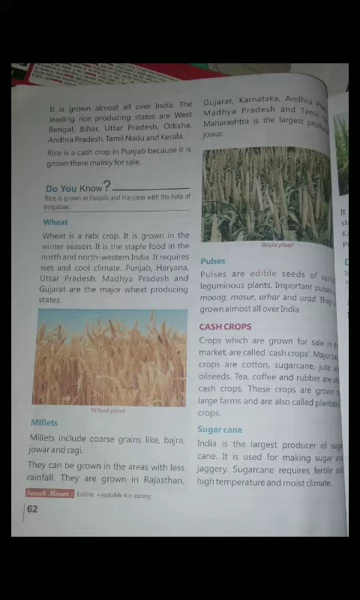 It is grown almost all over India. The
leading rice producing states are West
Bengal, Bihar, Uttar Pradesh, Odisha,
Andhra Pradesh, Tamil Nadu and Kerala.
Rice is a cash crop in Punjab because it is
grown there mainly for sale.
Do You Know?
Rice is grown in Punjab and Haryana with the help of
irrigation.
Wheat
Wheat is a rabi crop. It is grown in the
winter season. It is the staple food in the
north and north-western India. It requires
wet and cool climate. Punjab, Haryana,
Uttar Pradesh, Madhya Pradesh and
Gujarat are the major wheat producing
states.
Wheat plant
Millets
Millets include coarse grains like, bajra,
jowar and ragi.
They can be grown in the areas with less
rainfall. They are grown in Rajasthan,
Edible : suitable for eating
62
Gujarat, Karnataka, Andhra
Madhya Pradesh and Tamil
Maharashtra is the largest
jowar.
Bajra plant
Pulses
Pulses are edible seeds of
leguminous plants. Important pulses
moong, masur, arhar and urad. They
grown almost all over India.
CASH CROPS
Crops which are grown for sale in
market, are called 'cash crops'. Major
crops are cotton, sugarcane, jute
oilseeds. Tea, coffee and rubber are
cash crops. These crops are grown
large farms and are also called
crops.
Sugarcane
India is the largest producer of
cane. It is used for making sugar
jaggery. Sugarcane requires fertile
high temperature and moist climate.